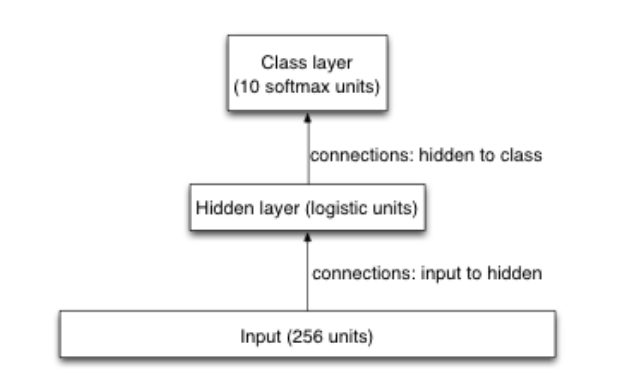 Class layer
(10 softmax units)
connections: hidden to class
Hidden layer (logistic units)
connections: input to hidden
Input (256 units)